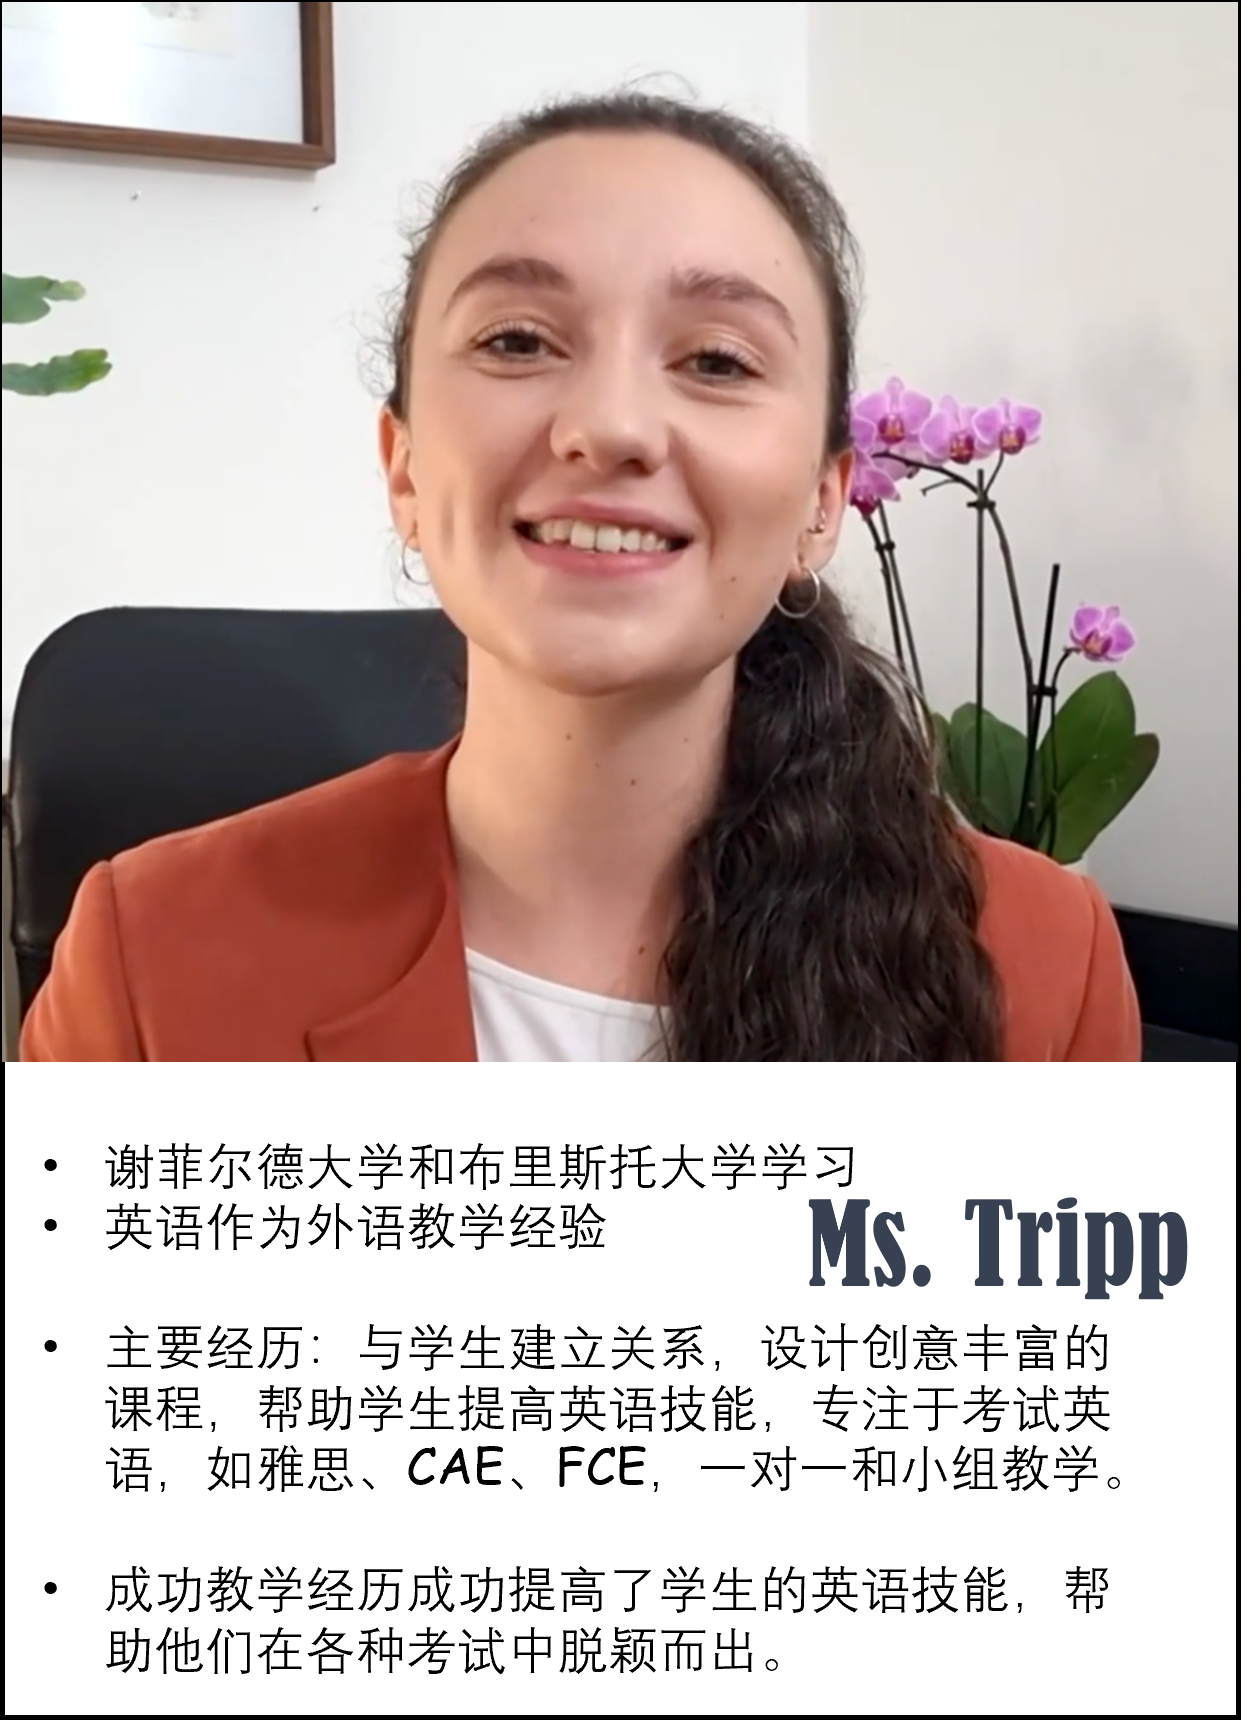 • 谢菲尔德大学和布里斯托大学学习
• 英语作为外语教学经验
Ms. Tripp
• 主要经历：与学生建立关系，设计创意丰富的
课程，帮助学生提高英语技能，专注于考试英
语，如雅思、CAE、FCE，一对一和小组教学。
• 成功教学经历成功提高了学生的英语技能，帮
助他们在各种考试中脱颖而出。